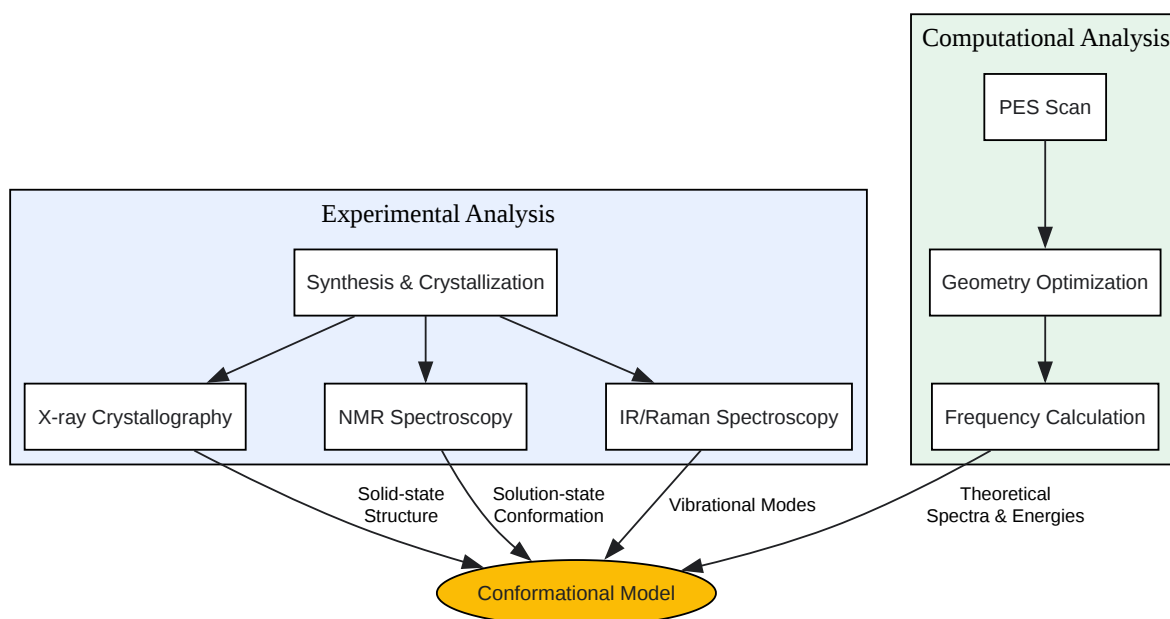 Computational Analysis
PES Scan
Experimental Analysis
Synthesis & Crystallization
Geometry Optimization
X-ray Crystallography
NMR Spectroscopy
IR/Raman Spectroscopy
Frequency Calculation
Solid-state
Structure
Solution-state
Conformation
Vibrational Modes
Theoretical
Spectra & Energies
Conformational Model